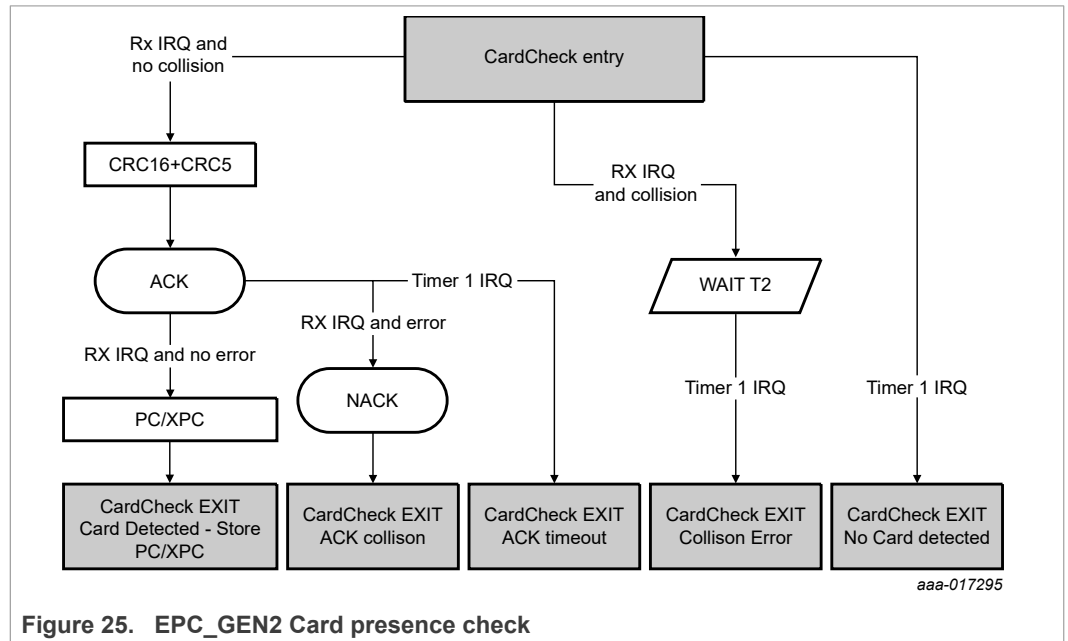 Rx IRQ and
no collision
CardCheck entry
CRC16+CRC5
RX IRQ
and collision
ACK
Timer 1 IRQ
WAIT T2
RX IRQ and error
RX IRQ and no error
NACK
Timer 1 IRQ
Timer 1 IRQ
PC/XPC
CardCheck EXIT
Card Detected - Store
PC/XPC
CardCheck EXIT
ACK collison
CardCheck EXIT
ACK timeout
CardCheck EXIT
Collison Error
CardCheck EXIT
No Card detected
aaa-017295
Figure 25. EPC_GEN2 Card presence check